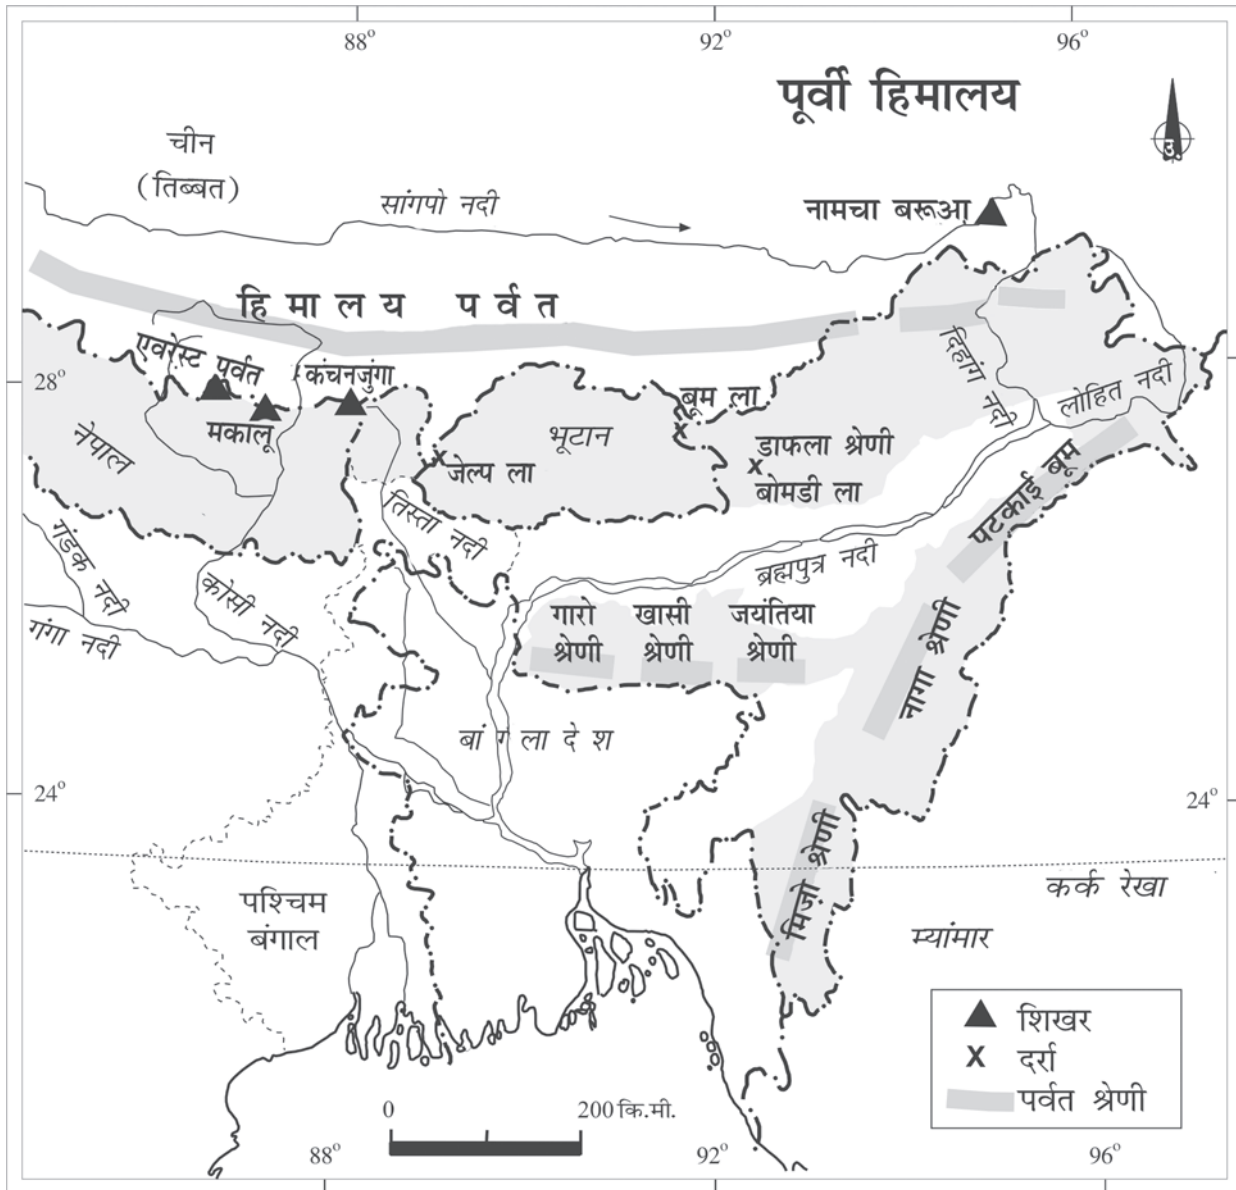 88°
92°
96°
पूर्वी हिमालय
उ.
चीन
(तिब्बत)
सांगपो नदी
नामचा बरूआ
हिमालय पर्वत
एवरेस्ट पर्वत
कंचनजुंगा
28°
मकालू
नेपाल
जेल्प ला
भूटान
बूम ला
डाफला श्रेणी
बोमडी ला
दिहांग नदी
लोहित नदी
पटकाई बूम
तिस्ता नदी
ब्रह्मपुत्र नदी
गंडक नदी
कोसी नदी
गंगा नदी
गारो
श्रेणी
खासी
श्रेणी
जयंतिया
श्रेणी
नागा श्रेणी
बांगलादेश
24°
24°
मिज़ो श्रेणी
कर्क रेखा
पश्चिम
बंगाल
म्यांमार
शिखर
x दर्रा
पर्वत श्रेणी
0
200 कि.मी.
88°
92°
96°